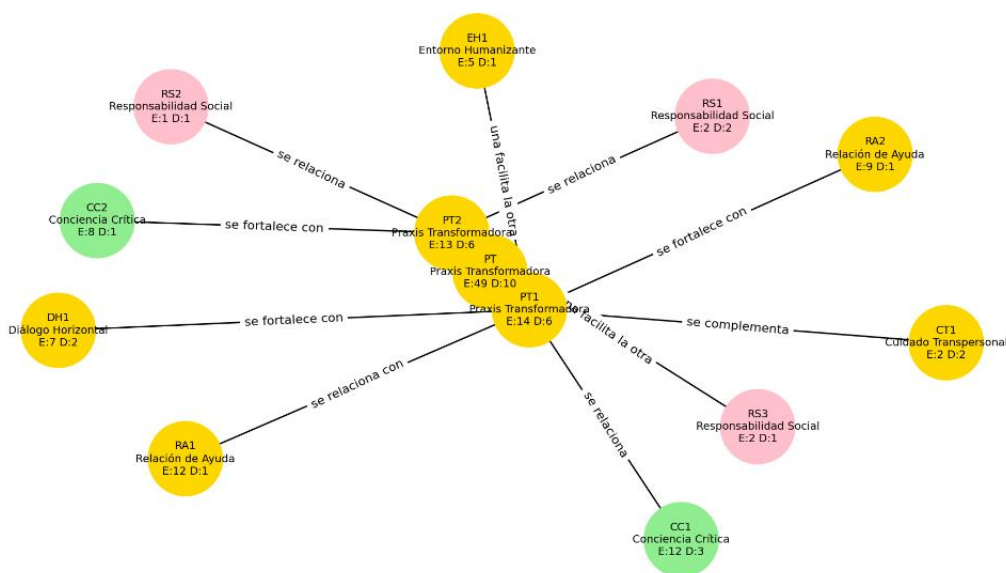 EH1
Entorno Humanizante
E:5 D:1
RS2
Responsabilidad Social
E:1 D:1
RS1
Responsabilidad Social
E:2 D:2
RA2
Relación de Ayuda
E:9 D:1
una facilita la otra
se relaciona
se relaciona
CC2
Conciencia Crítica
E:8 D:1
se fortalece con
PT2
Praxis Transformadora
E:13 D:6
se fortalece con
PT
Praxis Transformadora
E:49 D:10
DH1
Diálogo Horizontal
E:7 D:2
se fortalece con
PT1
Praxis Transformadora
E:14 D:6
facilita la otra
se complementa
CT1
Cuidado Transpersonal
E:2 D:2
se relaciona con
se relaciona
RS3
Responsabilidad Social
E:2 D:1
RA1
Relación de Ayuda
E:12 D:1
CC1
Conciencia Crítica
E:12 D:3